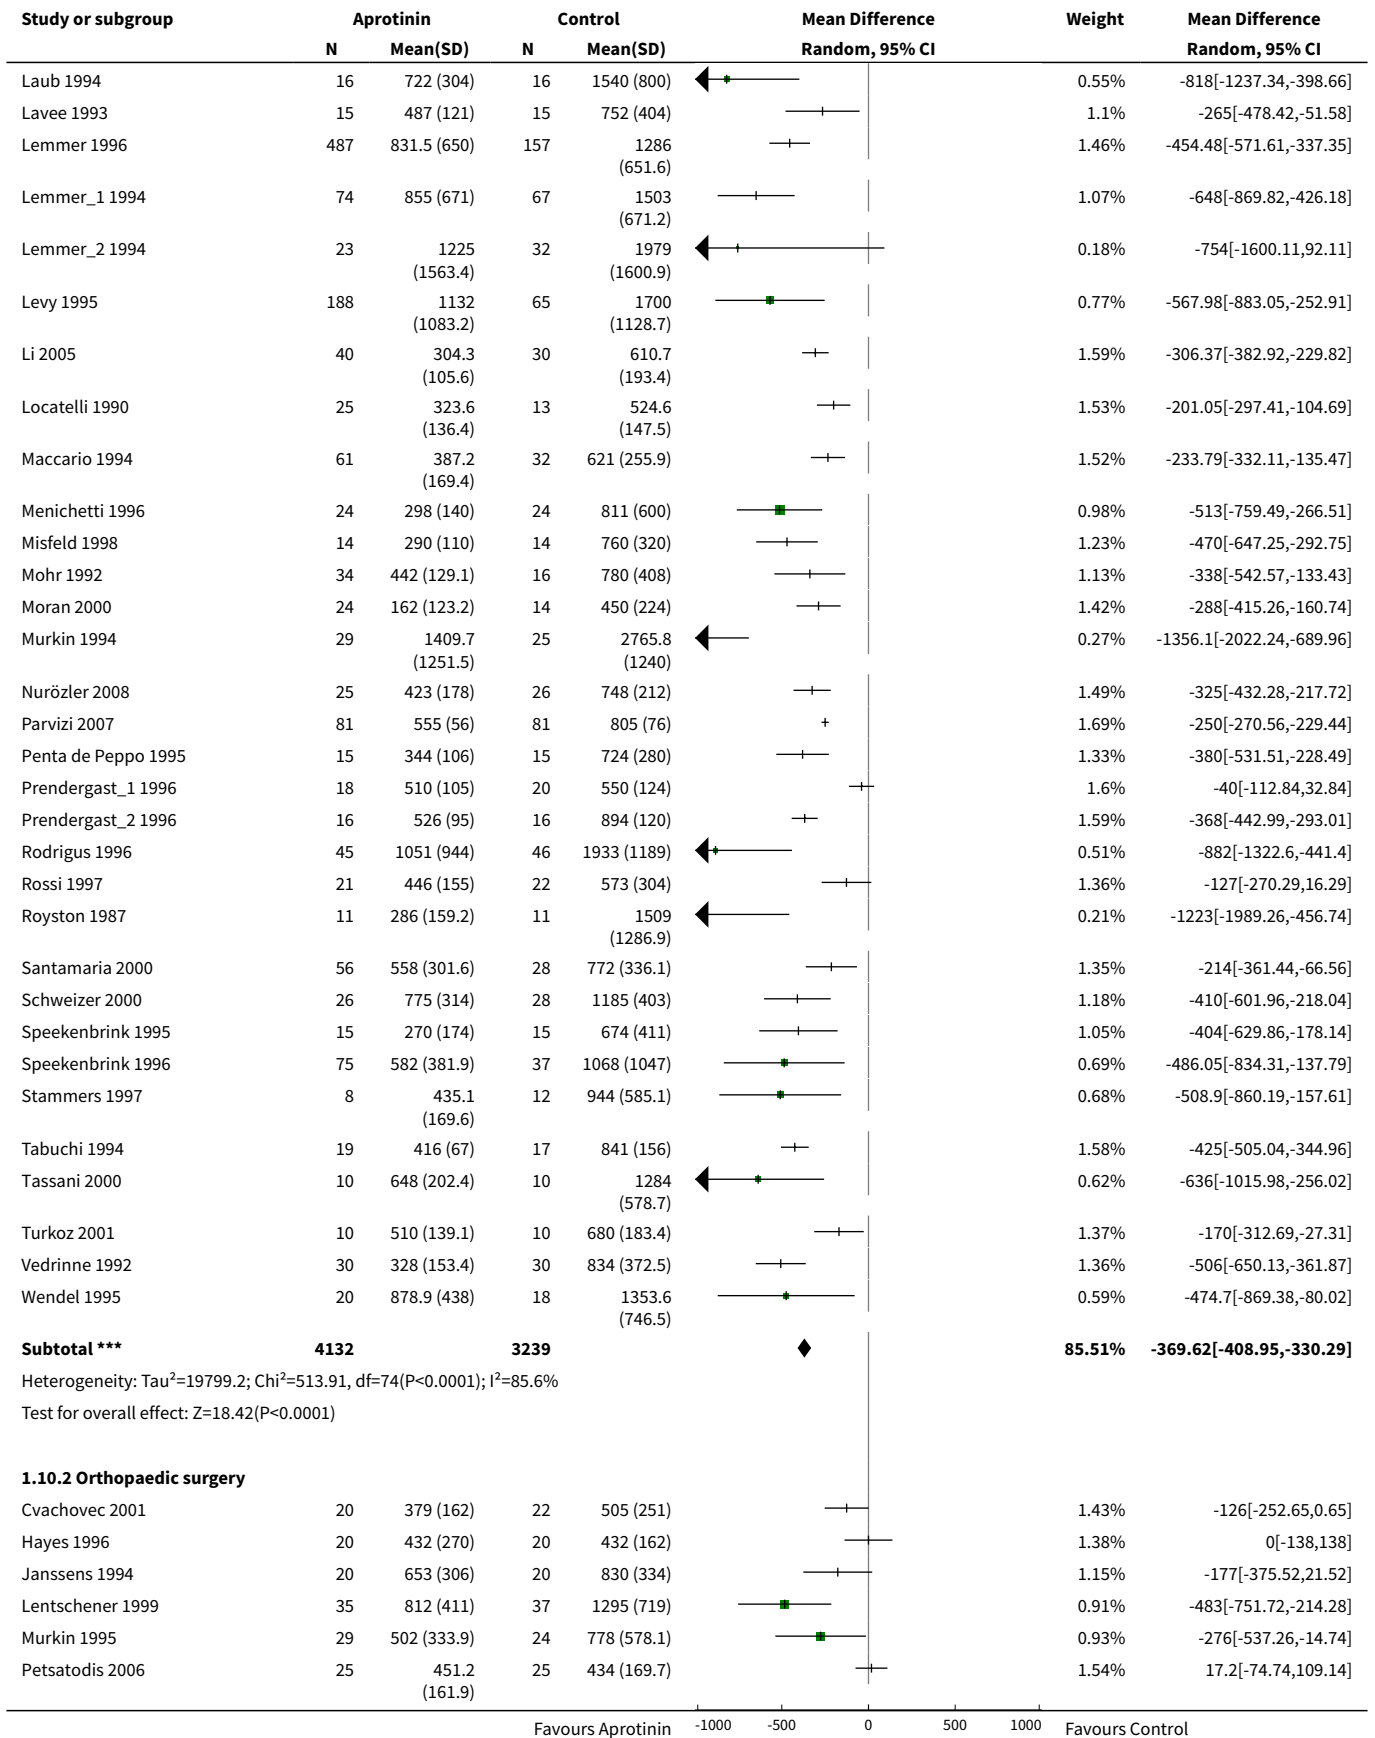 Study or subgroup Aprotinin Control Mean Difference Weight Mean Difference
N Mean(SD) N Mean(SD) Random, 95% CI Random, 95% CI
Laub 1994 16 722 (304) 16 1540 (800) 0.55% -818[-1237.34,-398.66]
Lavee 1993 15 487 (121) 15 752 (404) 1.1% -265[-478.42,-51.58]
Lemmer 1996 487 831.5 (650) 157 1286 1.46% -454.48[-571.61,-337.35]
(651.6)
Lemmer_1 1994 74 855 (671) 67 1503 1.07% -648[-869.82,-426.18]
(671.2)
Lemmer_2 1994 23 1225 32 1979 0.18% -754[-1600.11,92.11]
(1563.4) (1600.9)
Levy 1995 188 1132 65 1700 0.77% -567.98[-883.05,-252.91]
(1083.2) (1128.7)
Li 2005 40 304.3 30 610.7 1.59% -306.37[-382.92,-229.82]
(105.6) (193.4)
Locatelli 1990 25 323.6 13 524.6 1.53% -201.05[-297.41,-104.69]
(136.4) (147.5)
Maccario 1994 61 387.2 32 621 (255.9) 1.52% -233.79[-332.11,-135.47]
(169.4)
Menichetti 1996 24 298 (140) 24 811 (600) 0.98% -513[-759.49,-266.51]
Misfeld 1998 14 290 (110) 14 760 (320) 1.23% -470[-647.25,-292.75]
Mohr 1992 34 442 (129.1) 16 780 (408) 1.13% -338[-542.57,-133.43]
Moran 2000 24 162 (123.2) 14 450 (224) 1.42% -288[-415.26,-160.74]
Murkin 1994 29 1409.7 25 2765.8 0.27% -1356.1[-2022.24,-689.96]
(1251.5) (1240)
Nurözler 2008 25 423 (178) 26 748 (212) 1.49% -325[-432.28,-217.72]
Parvizi 2007 81 555 (56) 81 805 (76) 1.69% -250[-270.56,-229.44]
Penta de Peppo 1995 15 344 (106) 15 724 (280) 1.33% -380[-531.51,-228.49]
Prendergast_1 1996 18 510 (105) 20 550 (124) 1.6% -40[-112.84,32.84]
Prendergast_2 1996 16 526 (95) 16 894 (120) 1.59% -368[-442.99,-293.01]
Rodrigus 1996 45 1051 (944) 46 1933 (1189) 0.51% -882[-1322.6,-441.4]
Rossi 1997 21 446 (155) 22 573 (304) 1.36% -127[-270.29,16.29]
Royston 1987 11 286 (159.2) 11 1509 0.21% -1223[-1989.26,-456.74]
(1286.9)
Santamaria 2000 56 558 (301.6) 28 772 (336.1) 1.35% -214[-361.44,-66.56]
Schweizer 2000 26 775 (314) 28 1185 (403) 1.18% -410[-601.96,-218.04]
Speekenbrink 1995 15 270 (174) 15 674 (411) 1.05% -404[-629.86,-178.14]
Speekenbrink 1996 75 582 (381.9) 37 1068 (1047) 0.69% -486.05[-834.31,-137.79]
Stammers 1997 8 435.1 12 944 (585.1) 0.68% -508.9[-860.19,-157.61]
(169.6)
Tabuchi 1994 19 416 (67) 17 841 (156) 1.58% -425[-505.04,-344.96]
Tassani 2000 10 648 (202.4) 10 1284 0.62% -636[-1015.98,-256.02]
(578.7)
Turkoz 2001 10 510 (139.1) 10 680 (183.4) 1.37% -170[-312.69,-27.31]
Vedrinne 1992 30 328 (153.4) 30 834 (372.5) 1.36% -506[-650.13,-361.87]
Wendel 1995 20 878.9 (438) 18 1353.6 0.59% -474.7[-869.38,-80.02]
(746.5)
Subtotal *** 4132 3239 85.51% -369.62[-408.95,-330.29]
Heterogeneity: Tau²=19799.2; Chi²=513.91, df=74(P<0.0001); I²=85.6%
Test for overall effect: Z=18.42(P<0.0001)
1.10.2 Orthopaedic surgery
Cvachovec 2001 20 379 (162) 22 505 (251) 1.43% -126[-252.65,0.65]
Hayes 1996 20 432 (270) 20 432 (162) 1.38% 0[-138,138]
Janssens 1994 20 653 (306) 20 830 (334) 1.15% -177[-375.52,21.52]
Lentschener 1999 35 812 (411) 37 1295 (719) 0.91% -483[-751.72,-214.28]
Murkin 1995 29 502 (333.9) 24 778 (578.1) 0.93% -276[-537.26,-14.74]
Petsatodis 2006 25 451.2 25 434 (169.7) 1.54% 17.2[-74.74,109.14]
(161.9)
Favours Aprotinin -1000 -500 0 500 1000 Favours Control